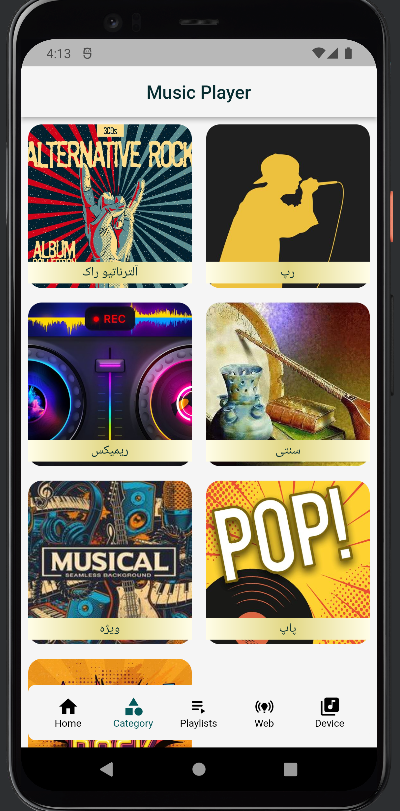 4:13
Music Player
3CDs
ALTERNATIVE ROCK
ALBUM
آلترناتیو راک
رپ
REC
ریمیکس
سنتی
MUSICAL
SEAMLESS BACKGROUND
ویژه
POP!
پاپ
Home
Category
Playlists
Web
Device